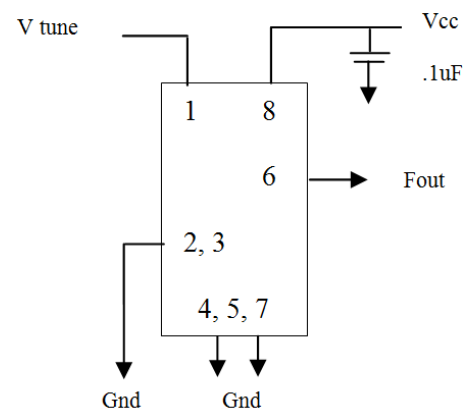 V tune
Vcc
.1uF
1 8
6
Fout
2, 3
4, 5, 7
Gnd
Gnd